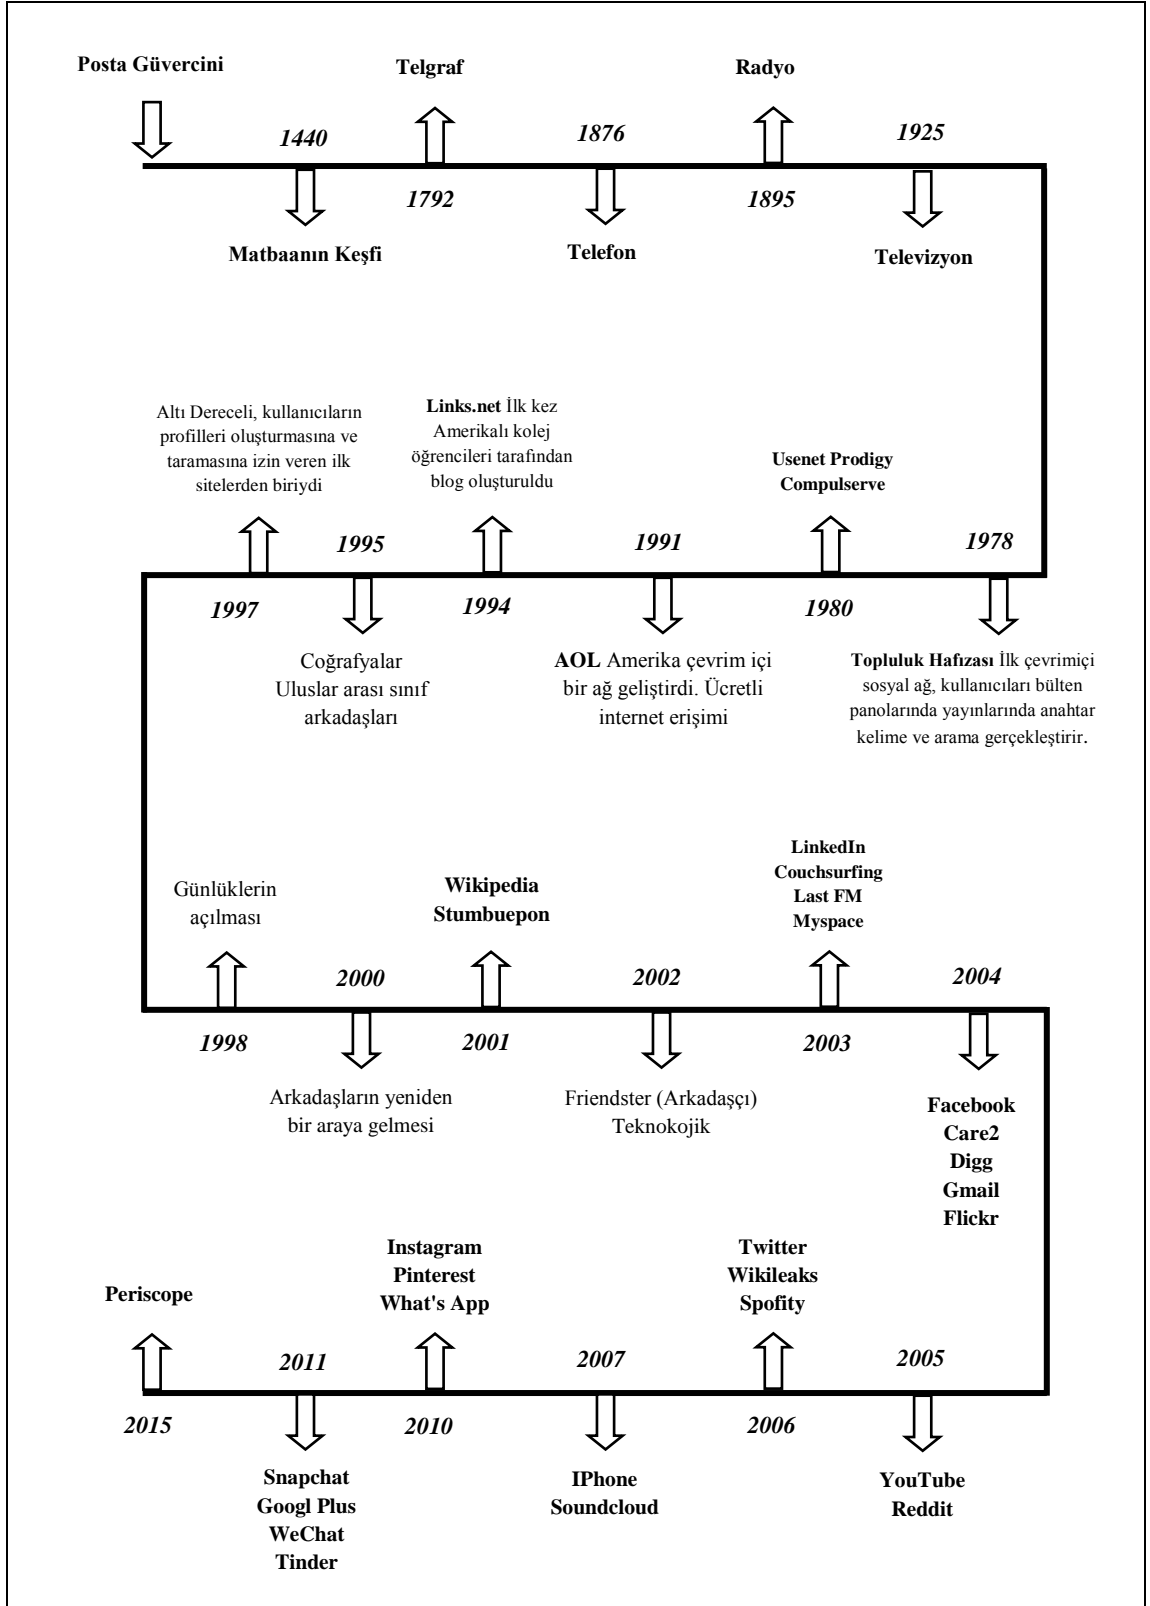 Posta Güvercini
Telgraf
Radyo
1440
1876
1925
1792
1895
Matbaanın Keşfi
Telefon
Televizyon
Altı Dereceli, kullanıcıların
profilleri oluşturmasına ve
taramasına izin veren ilk
sitelerden biriydi
Links.net İlk kez
Amerikalı kolej
öğrencileri tarafından
blog oluşturuldu
Usenet Prodigy
Compulserve
1995
1991
1978
1997
1994
1980
Coğrafyalar
Uluslar arası sınıf
arkadaşları
AOL Amerika çevrim içi
bir ağ geliştirdi. Ücretli
internet erişimi
Topluluk Hafızası İlk çevrimiçi
sosyal ağ, kullanıcıları bülten
panolarında yayınlarında anahtar
kelime ve arama gerçekleştirir.
Günlüklerin
açılması
Wikipedia
Stumbuepon
LinkedIn
Couchsurfing
Last FM
Myspace
2000
2002
2004
1998
2001
2003
Arkadaşların yeniden
bir araya gelmesi
Friendster (Arkadaşçı)
Teknokojik
Facebook
Care2
Digg
Gmail
Flickr
Periscope
Instagram
Pinterest
What's App
Twitter
Wikileaks
Spofity
2011
2007
2005
2015
2010
2006
Snapchat
Googl Plus
WeChat
Tinder
IPhone
Soundcloud
YouTube
Reddit